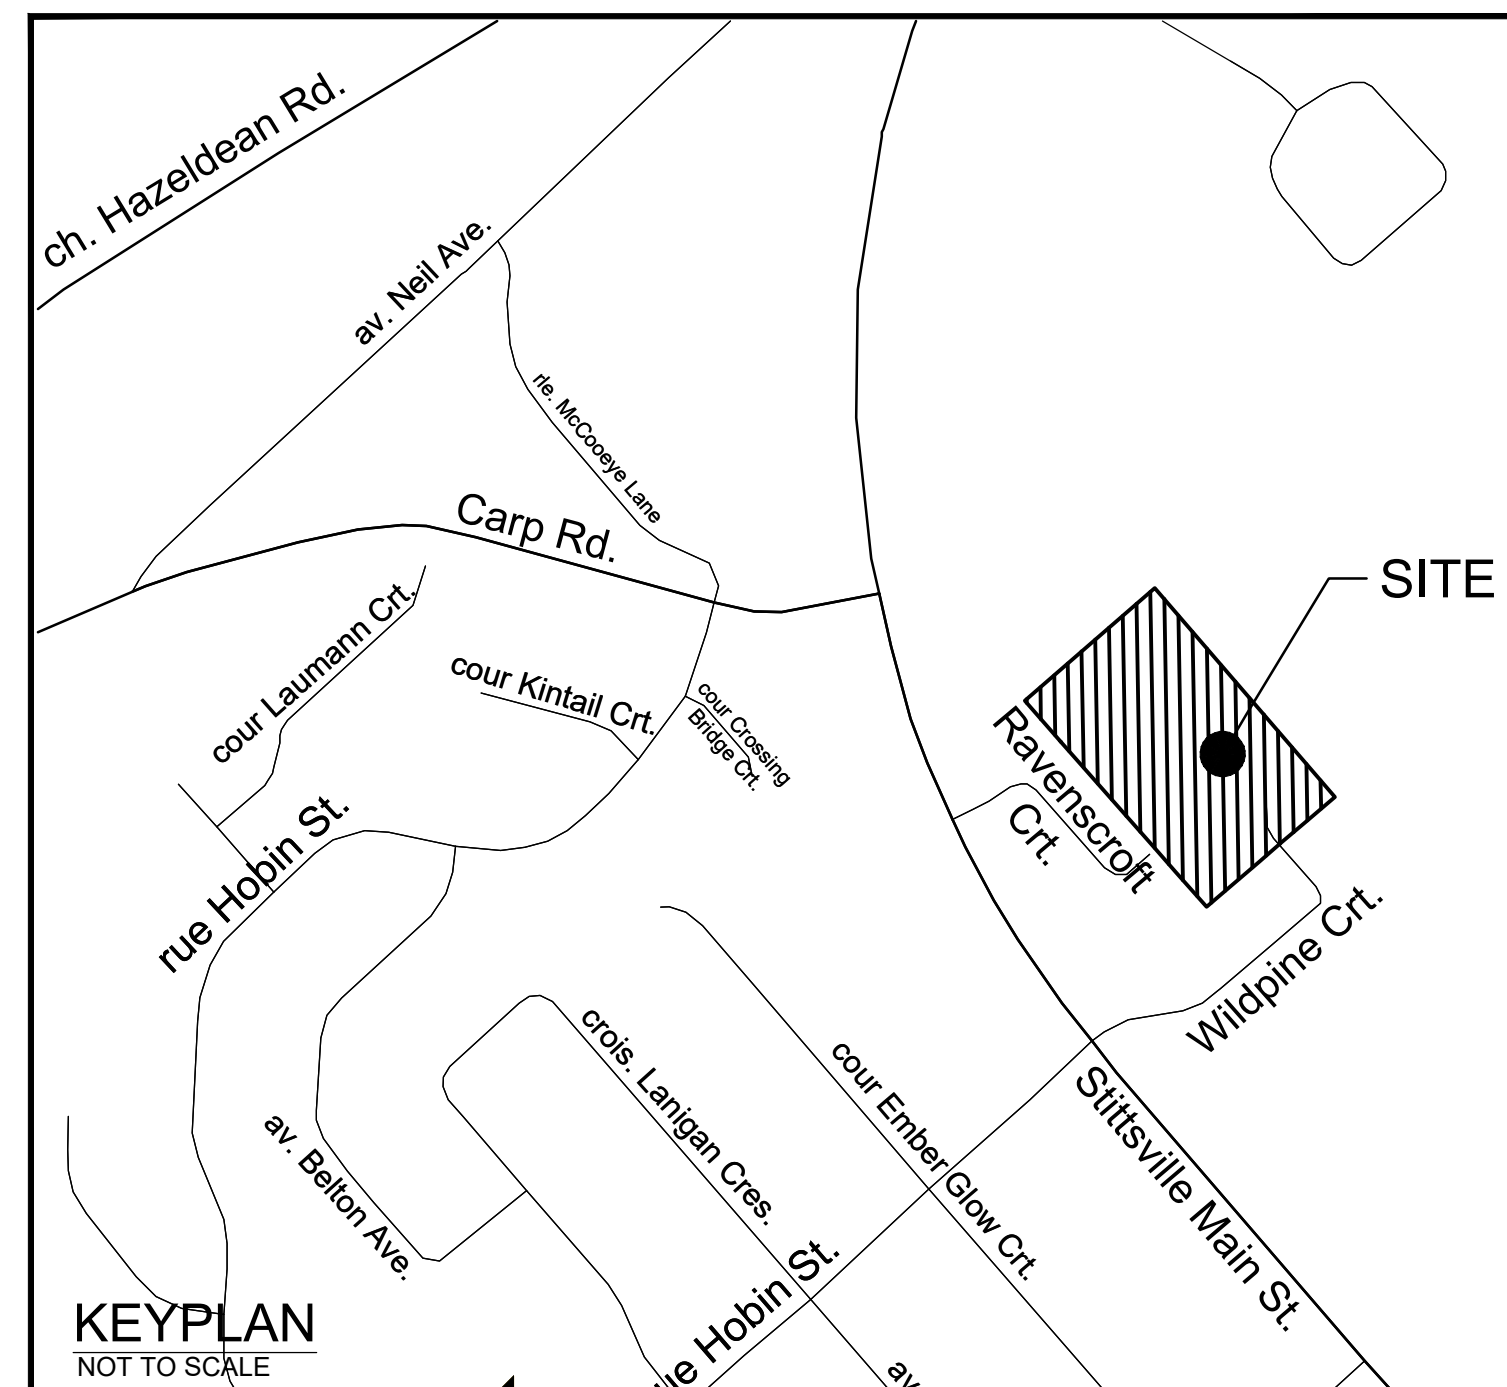 ch. Hazeldean Rd.
av. Neil Ave.
rle. McCooeye Lane
Carp Rd.
SITE
cour Laumann Crt.
cour Kintail Crt.
cour Crossing
Bridge Crt.
Ravenscroft
Crt.
rue Hobin St.
Wildpine Crt.
crois. Lanigan Cres.
cour Ember Glow Crt.
Stittsville Main St.
av. Belton Ave.
Hobin St.
av
KEYPLAN
NOT TO SCALE